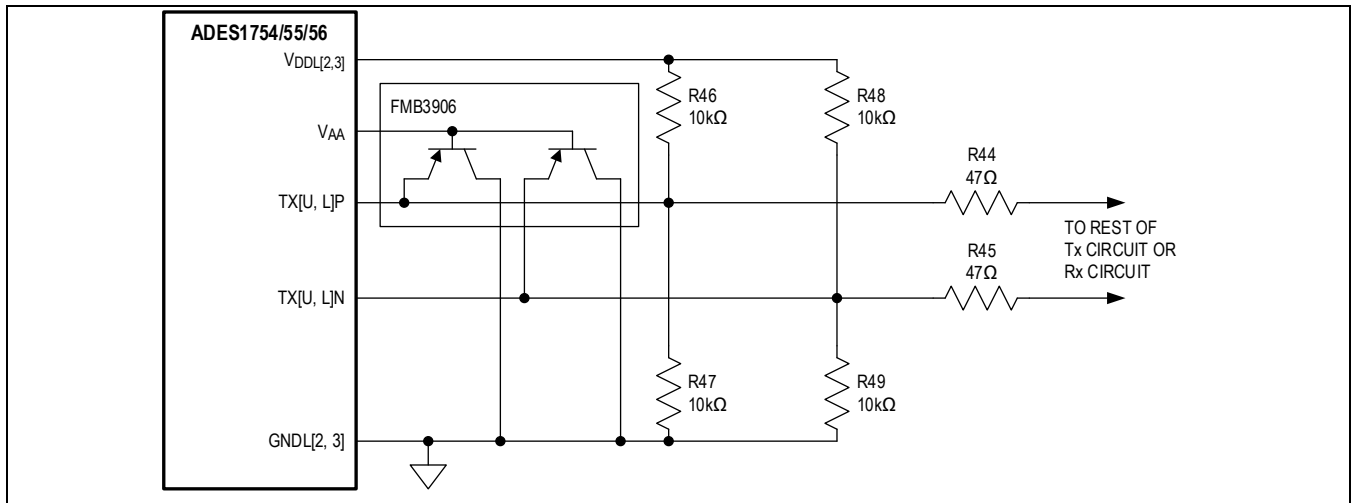 ADES1754/55/56
VDDL[2,3]
FMB3906
VAA
TX[U, L]P
TX[U, L]N
GNDL[2, 3]
R46
10kΩ
R48
10kΩ
R44
47Ω
TO REST OF
Tx CIRCUIT OR
Rx CIRCUIT
R45
47Ω
R47
10kΩ
R49
10kΩ